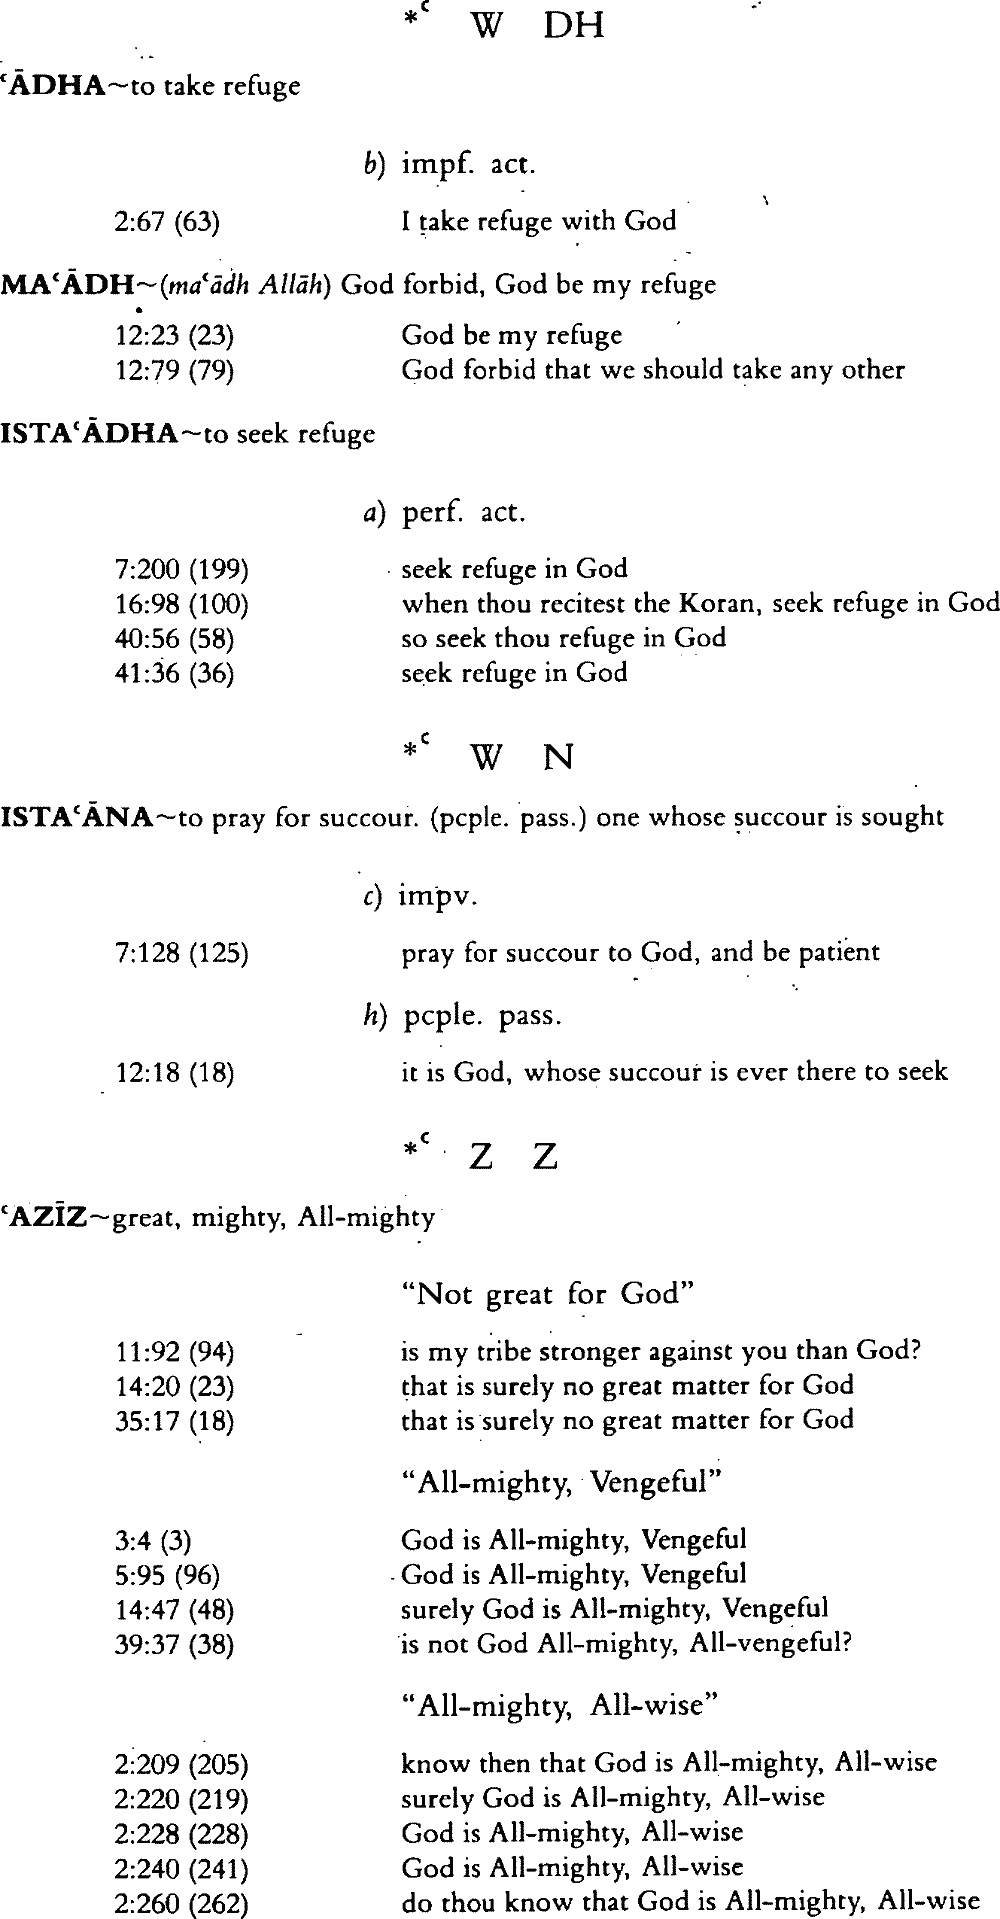 *ʿ W DH
ʿĀDHA~to take refuge
b) impf. act.
2:67 (63) I take refuge with God
MAʿĀDH~(maʿādh Allāh) God forbid, God be my refuge
12:23 (23) God be my refuge
12:79 (79) God forbid that we should take any other
ISTAʿĀDHA~to seek refuge
a) perf. act.
7:200 (199) seek refuge in God
16:98 (100) when thou recitest the Koran, seek refuge in God
40:56 (58) so seek thou refuge in God
41:36 (36) seek refuge in God
*ʿ W N
ISTAʿĀNA~to pray for succour. (pcple. pass.) one whose succour is sought
c) impv.
7:128 (125) pray for succour to God, and be patient
h) pcple. pass.
12:18 (18) it is God, whose succour is ever there to seek
*ʿ Z Z
ʿAZĪZ~great, mighty, All-mighty
“Not great for God”
11:92 (94) is my tribe stronger against you than God?
14:20 (23) that is surely no great matter for God
35:17 (18) that is surely no great matter for God
“All-mighty, Vengeful”
3:4 (3) God is All-mighty, Vengeful
5:95 (96) God is All-mighty, Vengeful
14:47 (48) surely God is All-mighty, Vengeful
39:37 (38) is not God All-mighty, All-vengeful?
“All-mighty, All-wise”
2:209 (205) know then that God is All-mighty, All-wise
2:220 (219) surely God is All-mighty, All-wise
2:228 (228) God is All-mighty, All-wise
2:240 (241) God is All-mighty, All-wise
2:260 (262) do thou know that God is All-mighty, All-wise